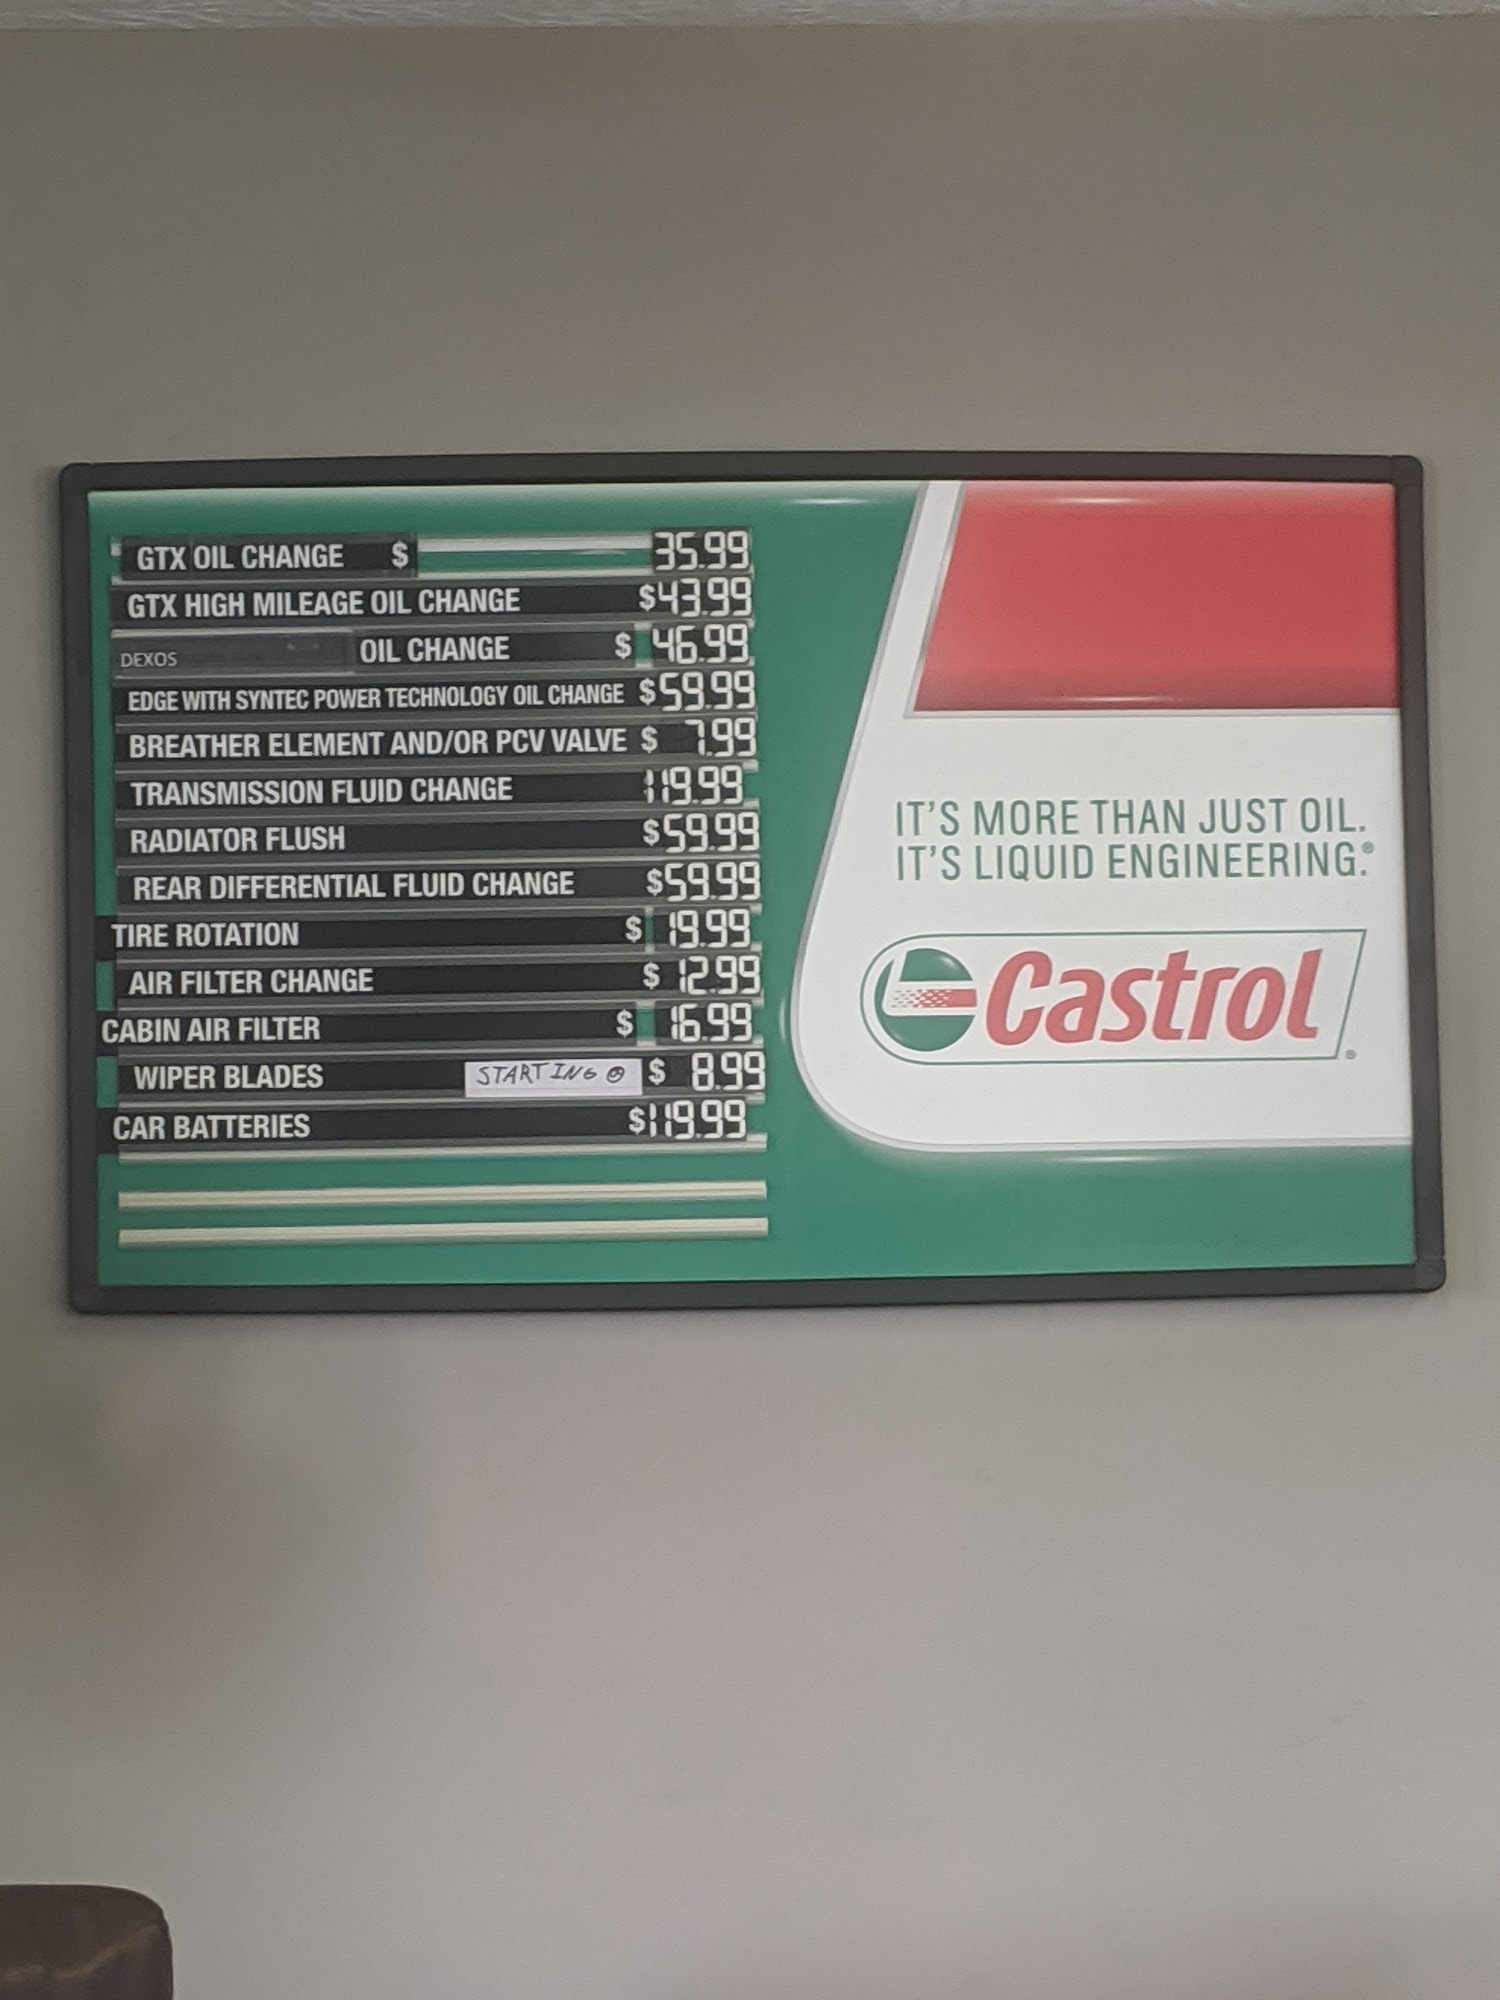 GTX OIL CHANGE $ 35.99
GTX HIGH MILEAGE OIL CHANGE $43.99
DEXOS OIL CHANGE $ 46.99
EDGE WITH SYNTEC POWER TECHNOLOGY OIL CHANGE $59.99
BREATHER ELEMENT AND/OR PCV VALVE $ 7.99
TRANSMISSION FLUID CHANGE 119.99
RADIATOR FLUSH $59.99
REAR DIFFERENTIAL FLUID CHANGE $59.99
TIRE ROTATION $ 19.99
AIR FILTER CHANGE $ 12.99
CABIN AIR FILTER $ 16.99
WIPER BLADES STARTING @ $ 8.99
CAR BATTERIES $119.99
IT'S MORE THAN JUST OIL.
IT'S LIQUID ENGINEERING.®
Castrol®